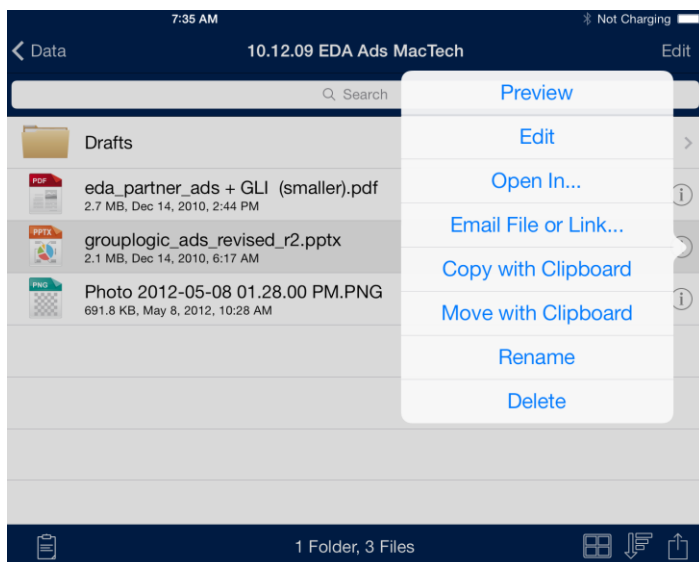 7:35 AM
Not Charging
Data
10.12.09 EDA Ads MacTech
Edit
Search
Drafts
PDF
eda_partner_ads + GLI (smaller).pdf
2.7 MB, Dec 14, 2010, 2:44 PM
PPTX
grouplogic_ads_revised_r2.pptx
2.1 MB, Dec 14, 2010, 6:17 AM
PNG
Photo 2012-05-08 01.28.00 PM.PNG
691.8 KB, May 8, 2012, 10:28 AM
Preview
Edit
Open In...
Email File or Link...
Copy with Clipboard
Move with Clipboard
Rename
Delete
1 Folder, 3 Files